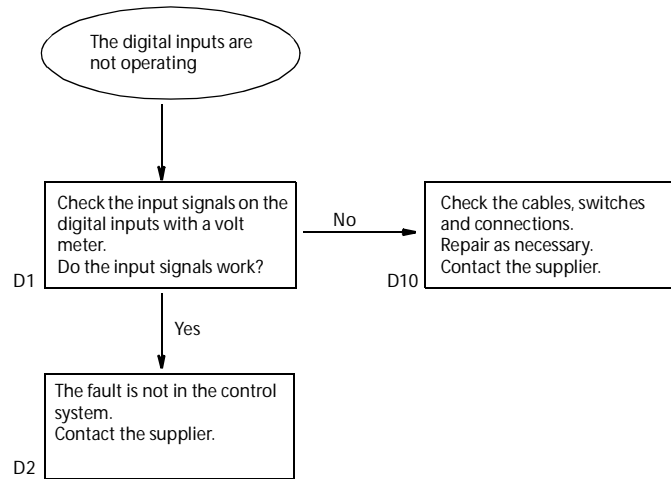 The digital inputs are
not operating
Check the input signals on the
digital inputs with a volt
meter.
Do the input signals work?
D1
No
Check the cables, switches
and connections.
Repair as necessary.
Contact the supplier.
D10
Yes
The fault is not in the control
system.
Contact the supplier.
D2